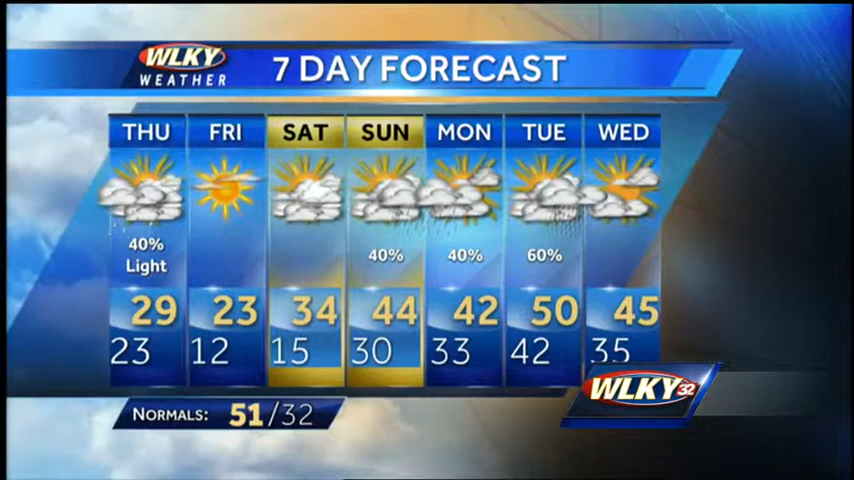 WLKY
WEATHER
7 DAY FORECAST
THU FRI SAT SUN MON TUE WED
40% 40% 40% 60%
Light
29 23 34 44 42 50 45
23 12 15 30 33 42 35
WLKY 32
NORMALS: 51/32